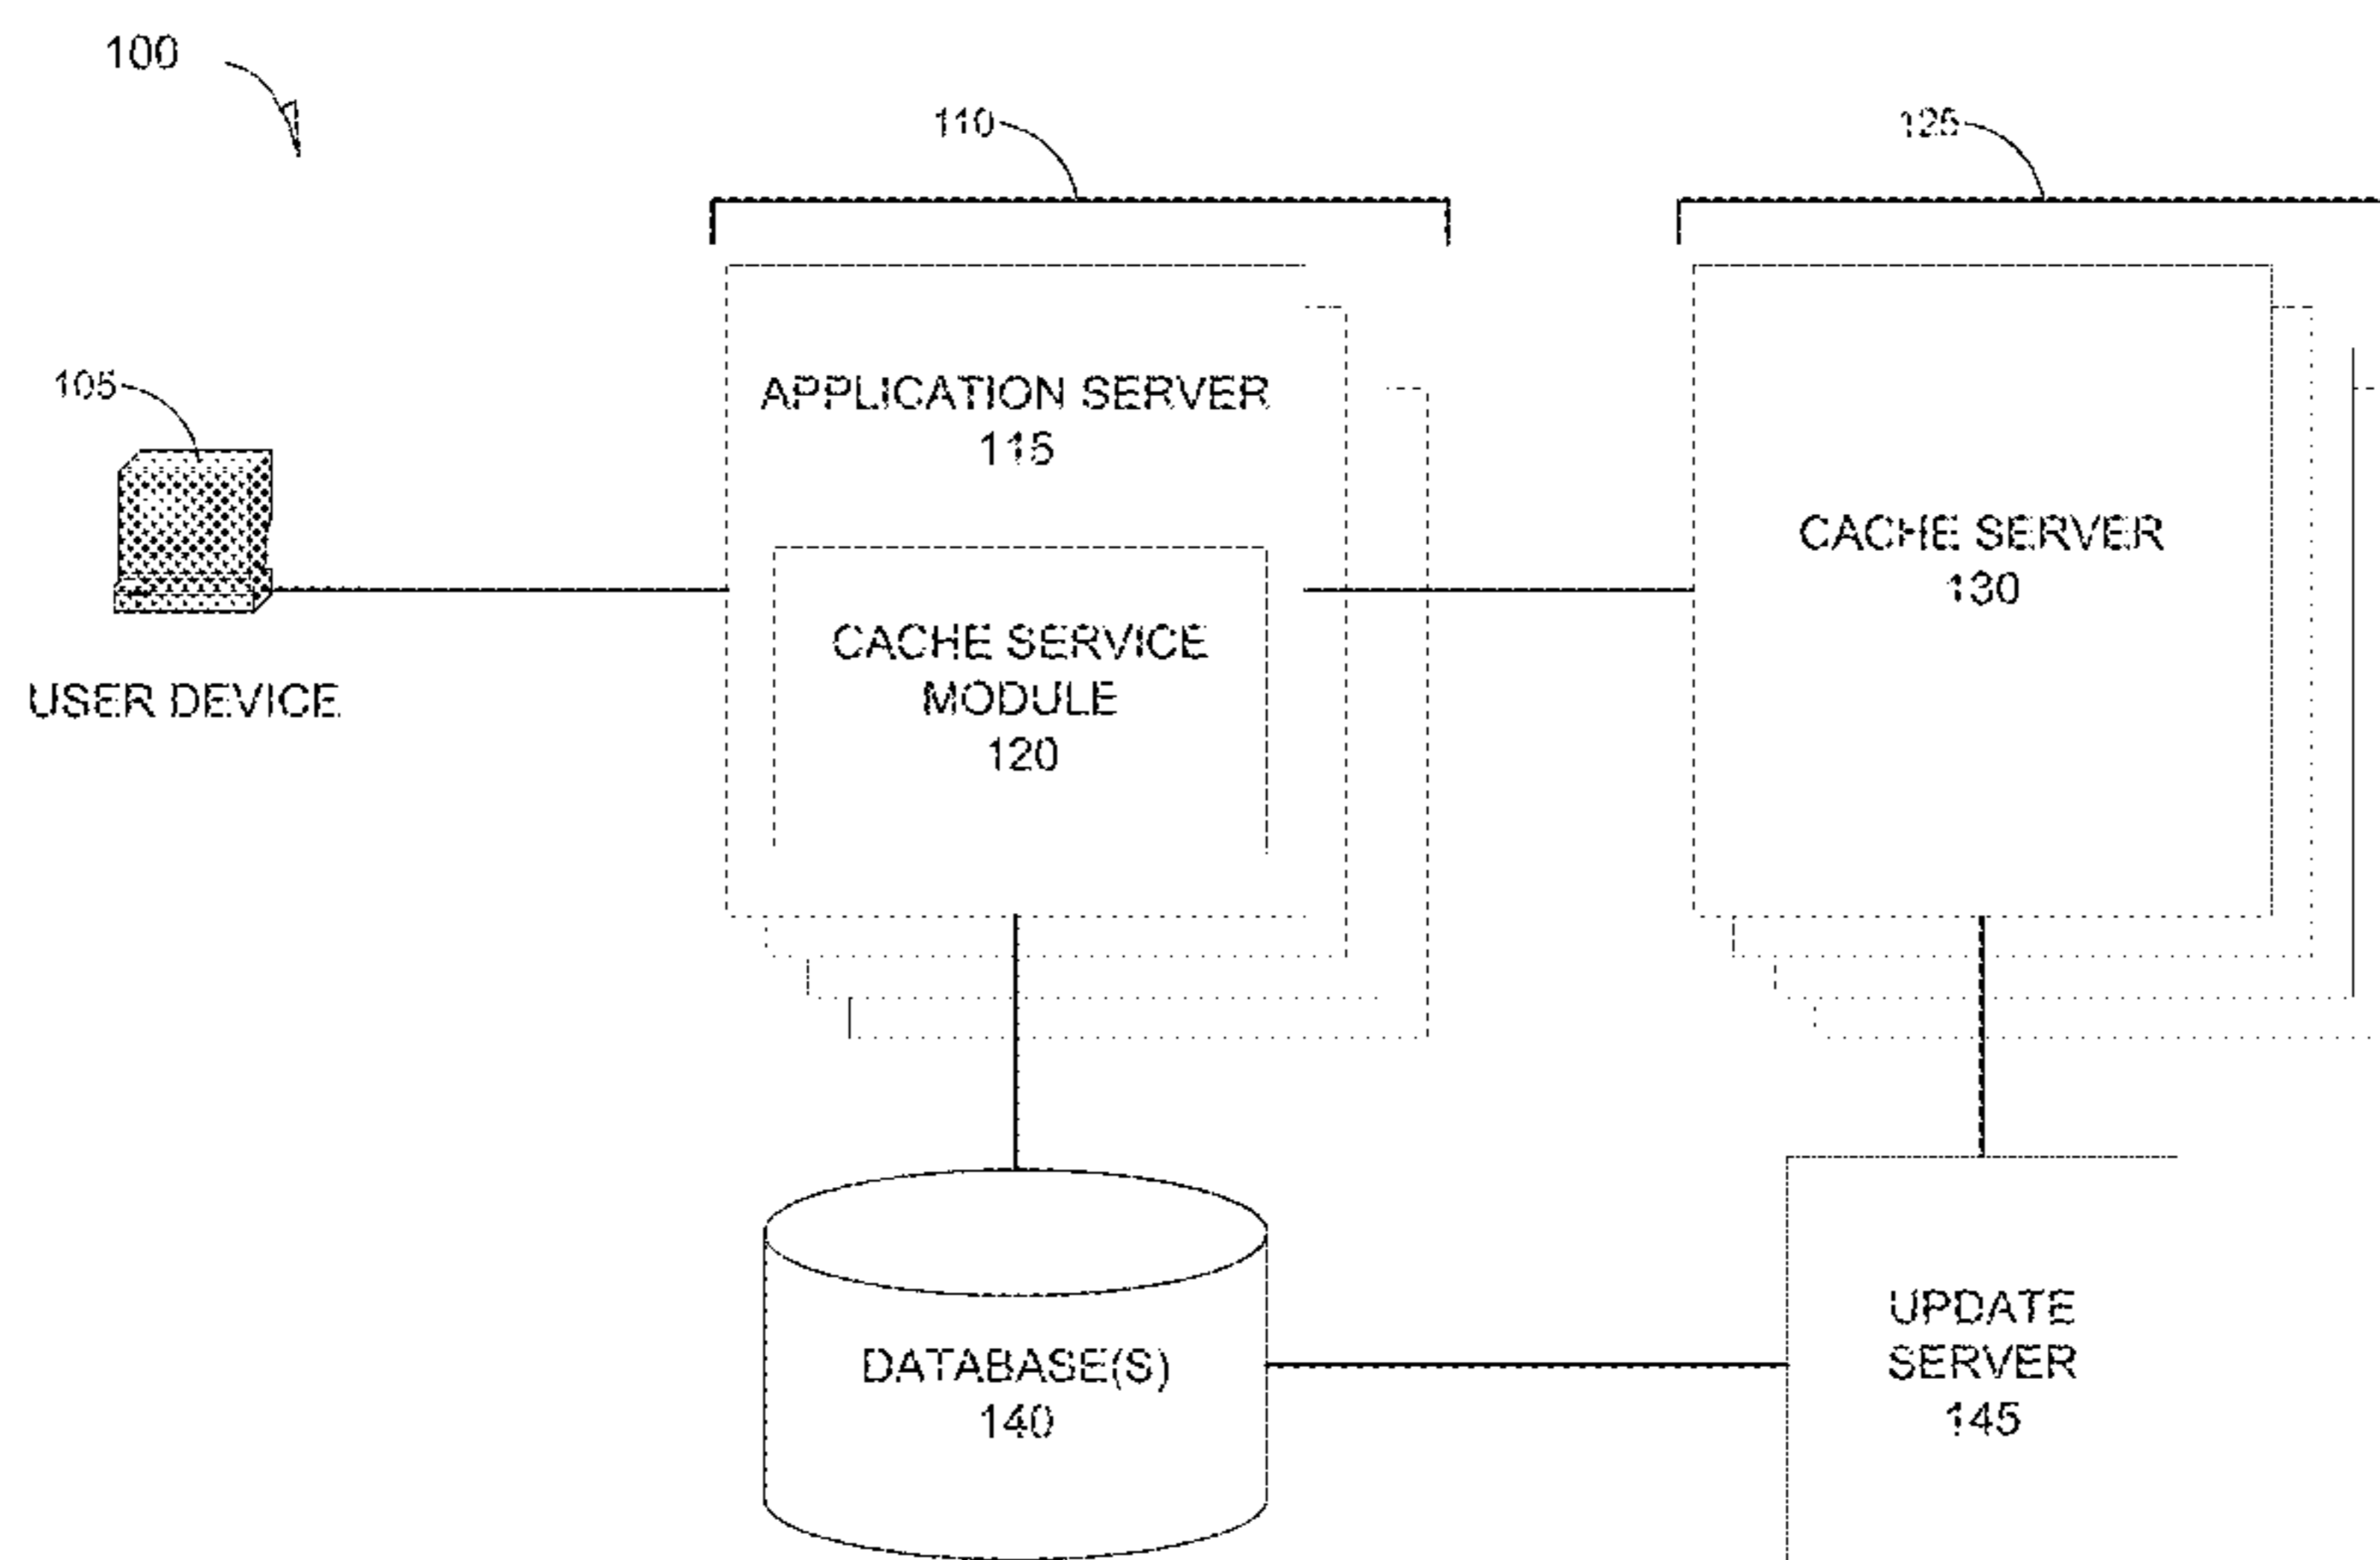 100
110
125
105
APPLICATION SERVER
115
CACHE SERVER
130
CACHE SERVICE
MODULE
120
USER DEVICE
DATABASE(S)
140
UPDATE
SERVER
145